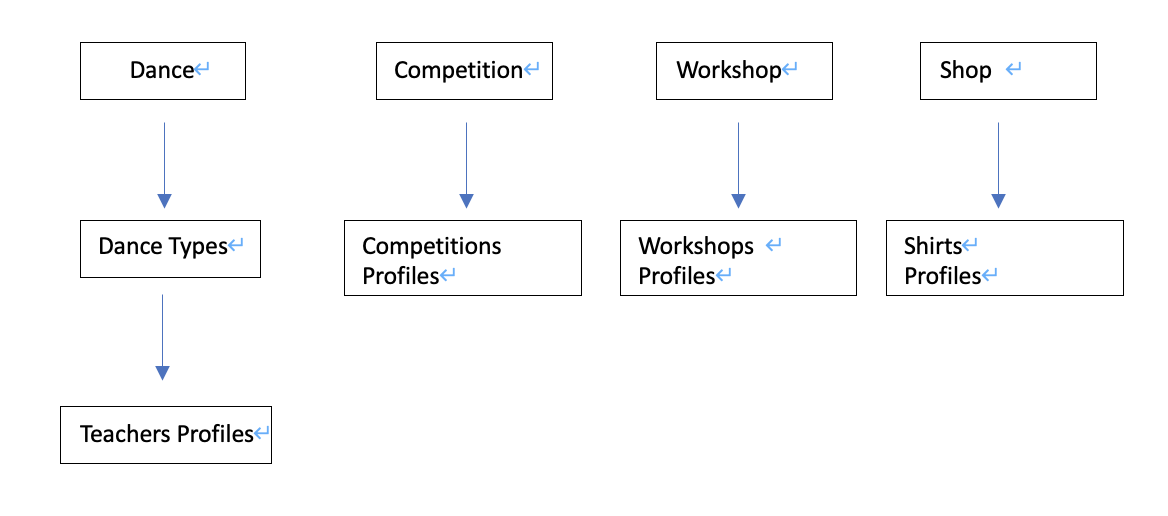 Dance
Competition
Workshop
Shop
Dance Types
Competitions
Profiles
Workshops
Profiles
Shirts
Profiles
Teachers Profiles